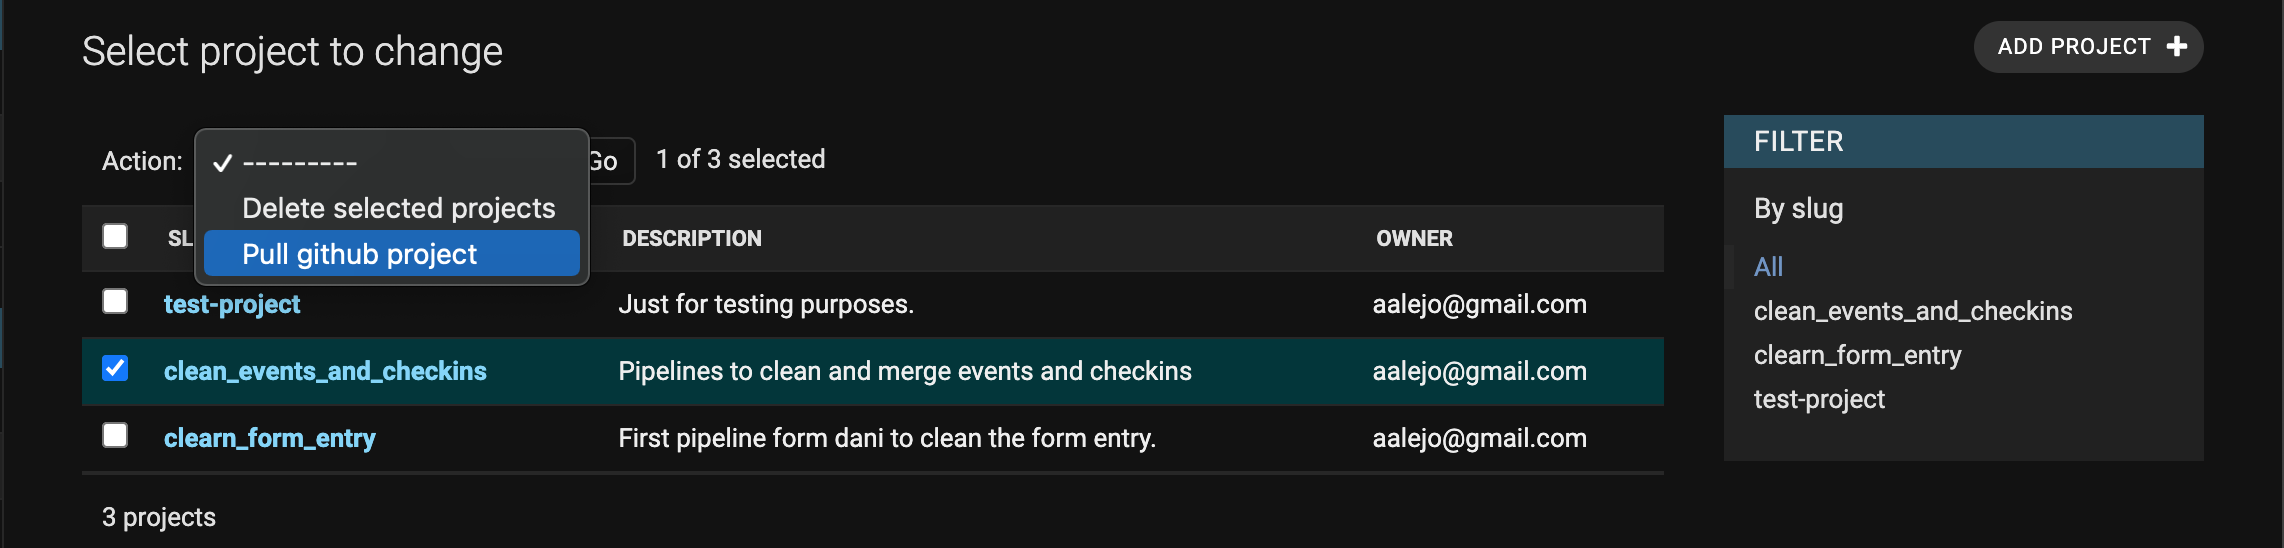 Select project to change
ADD PROJECT
Action:
---------
Delete selected projects
Pull github project
Go
1 of 3 selected
SL
DESCRIPTION
OWNER
test-project
Just for testing purposes.
aalejo@gmail.com
clean_events_and_checkins
Pipelines to clean and merge events and checkins
aalejo@gmail.com
clearn_form_entry
First pipeline form dani to clean the form entry.
aalejo@gmail.com
3 projects
FILTER
By slug
All
clean_events_and_checkins
clearn_form_entry
test-project